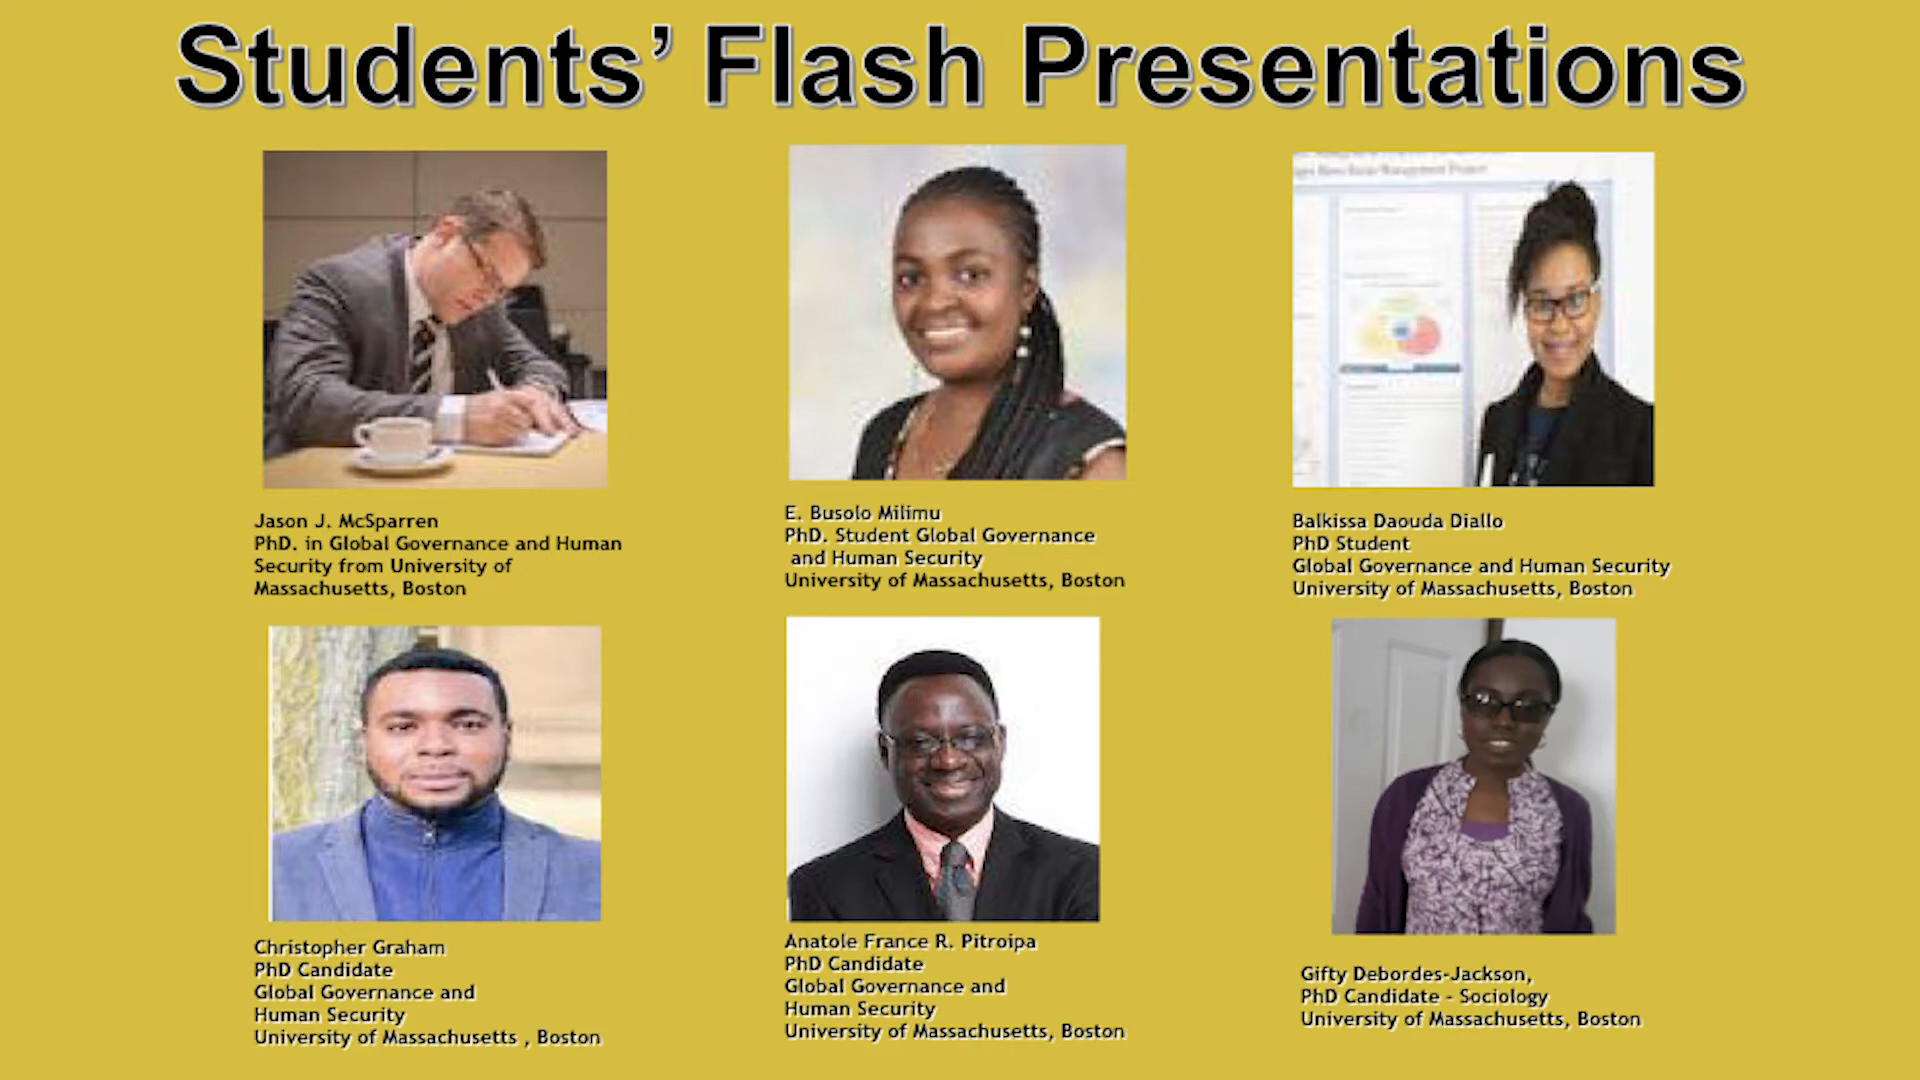 Students’ Flash Presentations
Jason J. McSparren
PhD. in Global Governance and Human
Security from University of
Massachusetts, Boston
E. Busolo Milimu
PhD. Student Global Governance
and Human Security
University of Massachusetts, Boston
Balkissa Daouda Diallo
PhD Student
Global Governance and Human Security
University of Massachusetts, Boston
Christopher Graham
PhD Candidate
Global Governance and
Human Security
University of Massachusetts , Boston
Anatole France R. Pitroipa
PhD Candidate
Global Governance and
Human Security
University of Massachusetts, Boston
Gifty Debordes-Jackson,
PhD Candidate - Sociology
University of Massachusetts, Boston